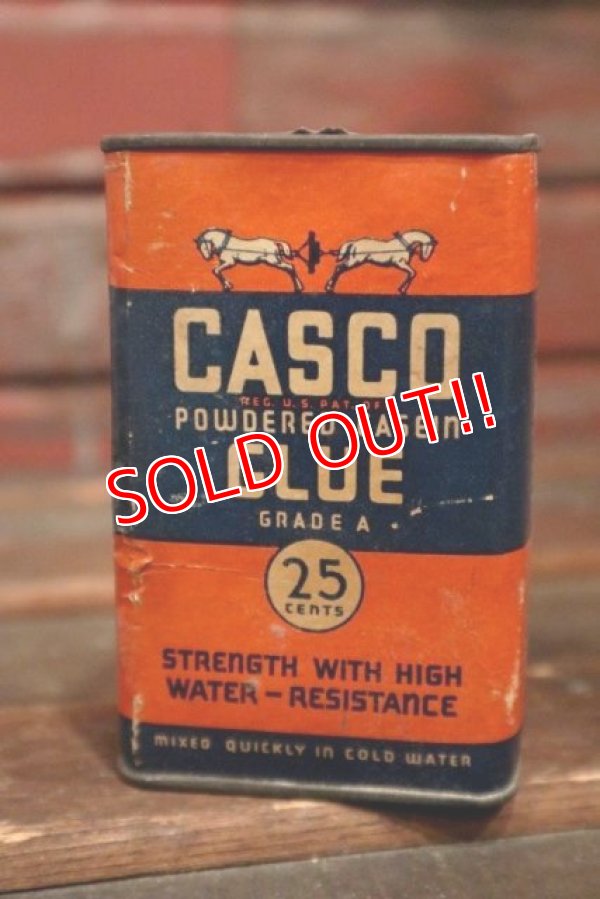 CASCO
REG. U.S. PAT. OFF.
POWDERED CASEIN
GLUE
SOLD OUT!!
GRADE A
25
CENTS
STRENGTH WITH HIGH
WATER-RESISTANCE
MIXED QUICKLY IN COLD WATER